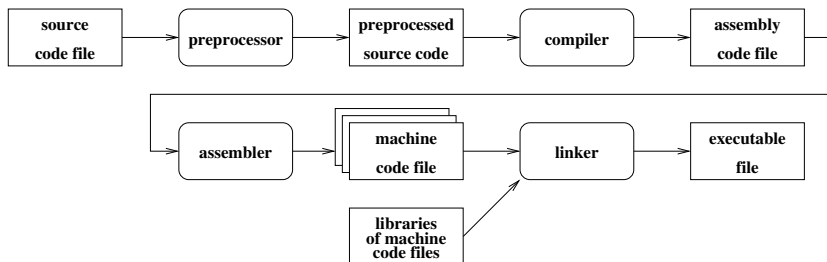 source
code file
preprocessor
preprocessed
source code
compiler
assembly
code file
assembler
machine
code file
linker
executable
file
libraries
of machine
code files